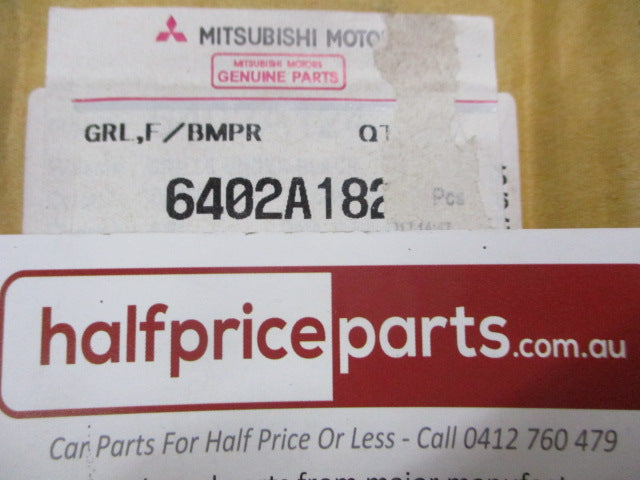 MITSUBISHI MOTO
MITSUBISHI MOTORS
GENUINE PARTS
GRL,F/BMPR QT
6402A182 Pcs
halfpriceparts.com.au
Car Parts For Half Price Or Less - Call 0412 760 479